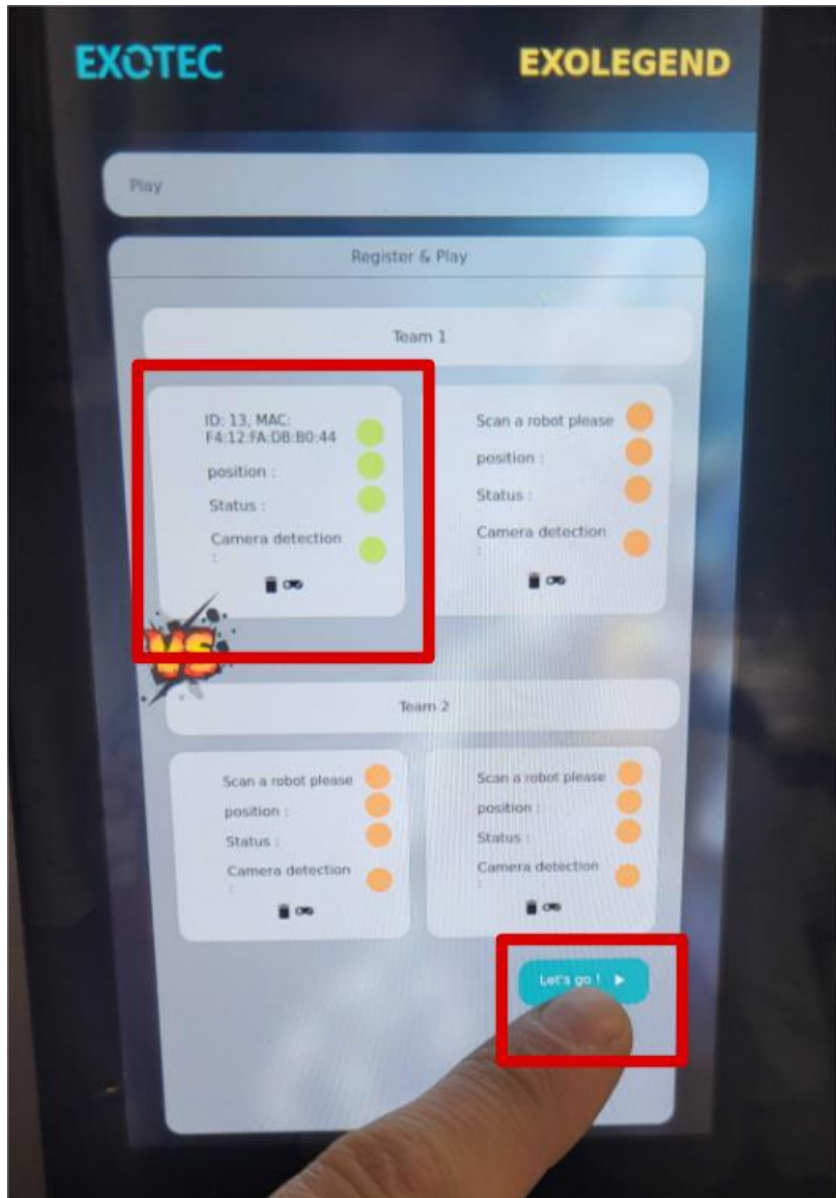 EXOTEC
EXOLEGEND
Play
Register & Play
Team 1
ID: 13, MAC:
F4:12:FA:DB:B0:44
position :
Status :
Camera detection
:
Scan a robot please
position :
Status :
Camera detection
:
VS
Team 2
Scan a robot please
position :
Status :
Camera detection
:
Scan a robot please
position :
Status :
Camera detection
:
Let's go !